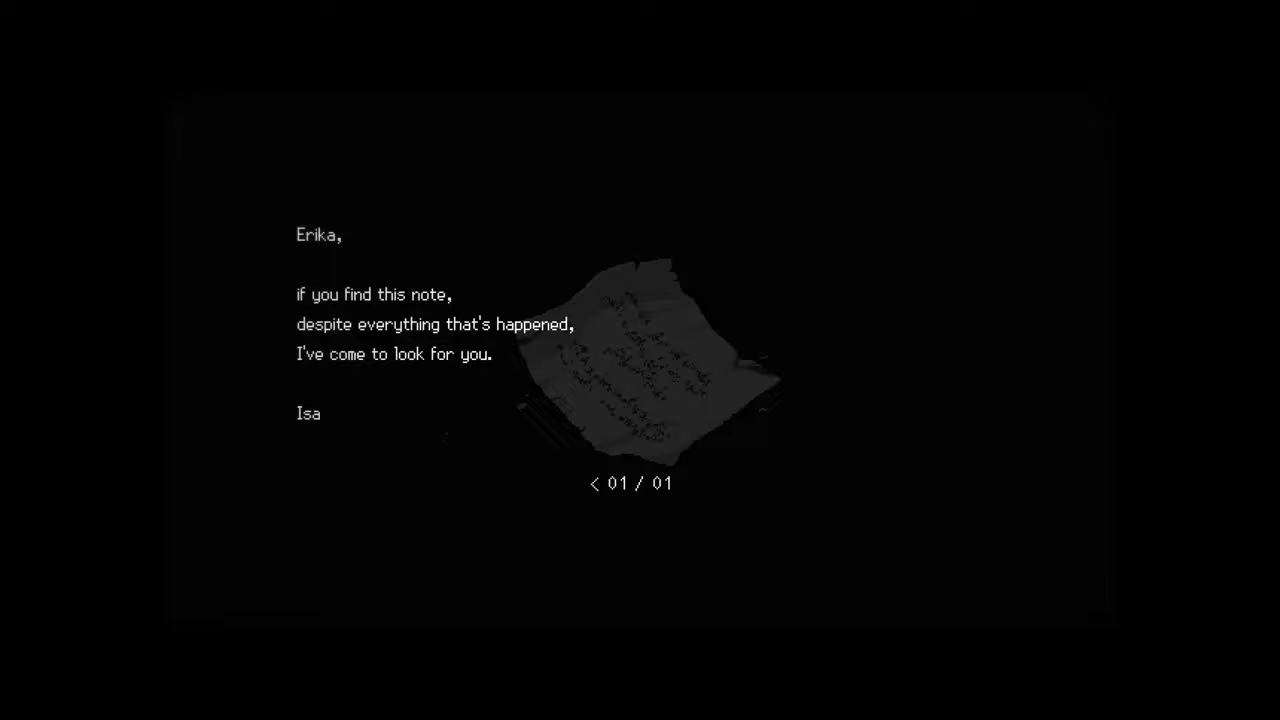 Erika,
if you find this note,
despite everything that's happened,
I've come to look for you.
Isa
< 01 / 01